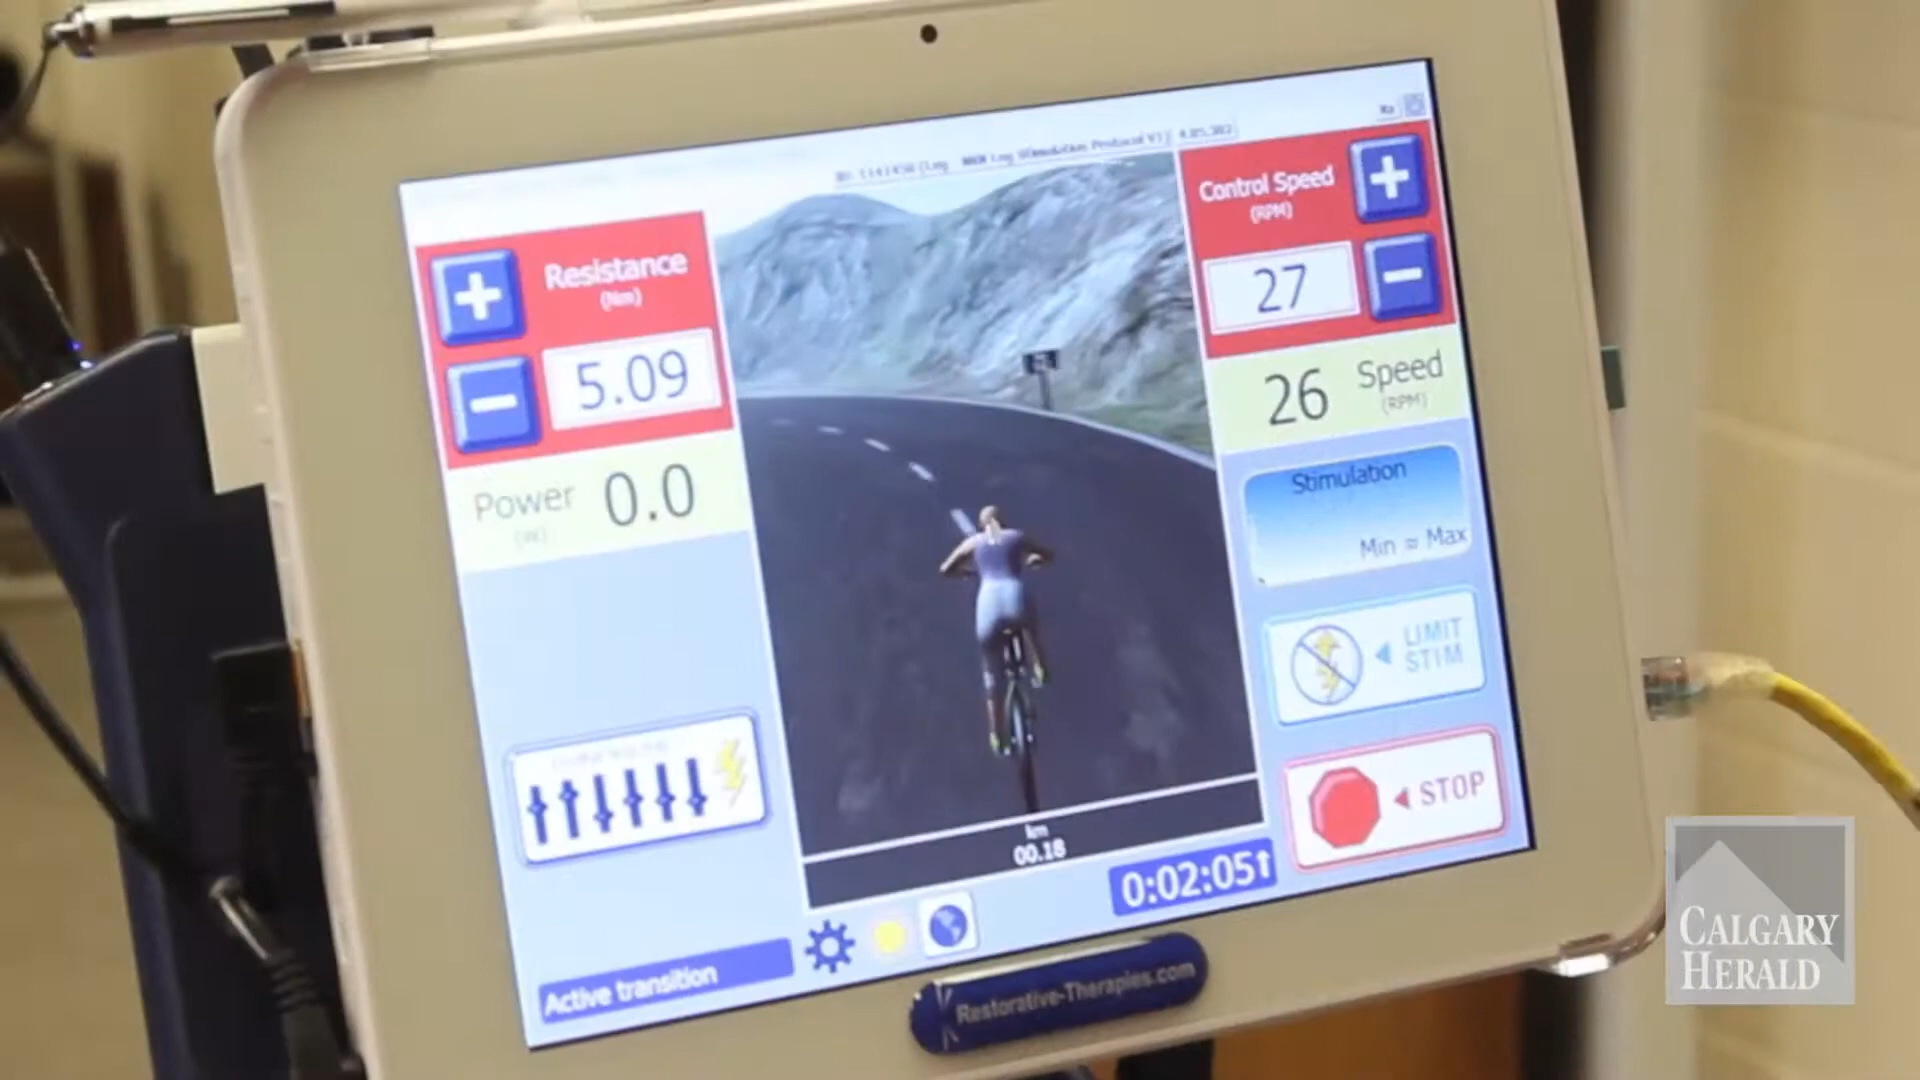 Resistance
(Nm)
5.09
Power 0.0
Control Speed
(RPM)
27
26 Speed
(RPM)
Stimulation
Min = Max
LIMIT
STIM
STOP
km
00.18
0:02:05↑
Active transition
Restorative-Therapies.com
CALGARY
HERALD